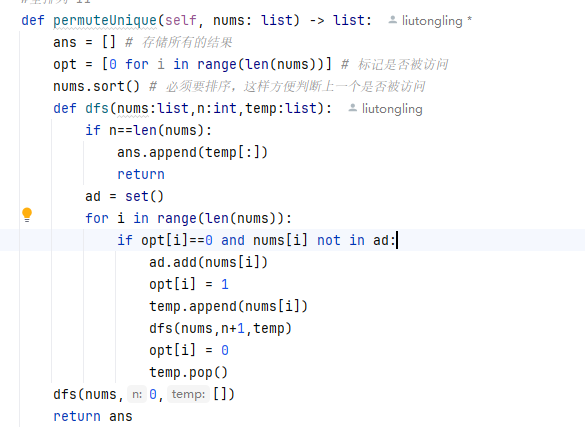 def permuteUnique(self, nums: list) -> list: liutongling *
ans = [] # 存储所有的结果
opt = [0 for i in range(len(nums))] # 标记是否被访问
nums.sort() # 必须要排序，这样方便判断上一个是否被访问
def dfs(nums:list,n:int,temp:list): liutongling
if n==len(nums):
ans.append(temp[:])
return
ad = set()
for i in range(len(nums)):
if opt[i]==0 and nums[i] not in ad:
ad.add(nums[i])
opt[i] = 1
temp.append(nums[i])
dfs(nums,n+1,temp)
opt[i] = 0
temp.pop()
dfs(nums, n: 0, temp: [])
return ans